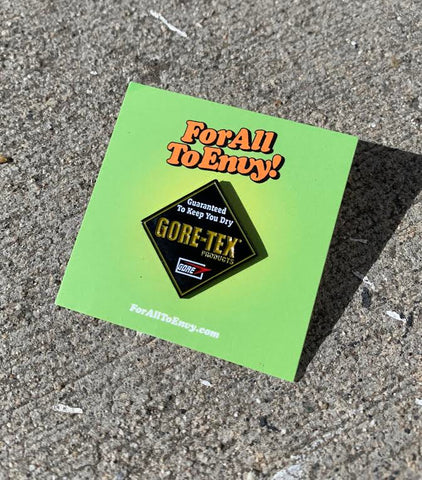 For All
To Envy!
Guaranteed
To Keep You Dry
GORE-TEX®
PRODUCTS
GORE
ForAllToEnvy.com